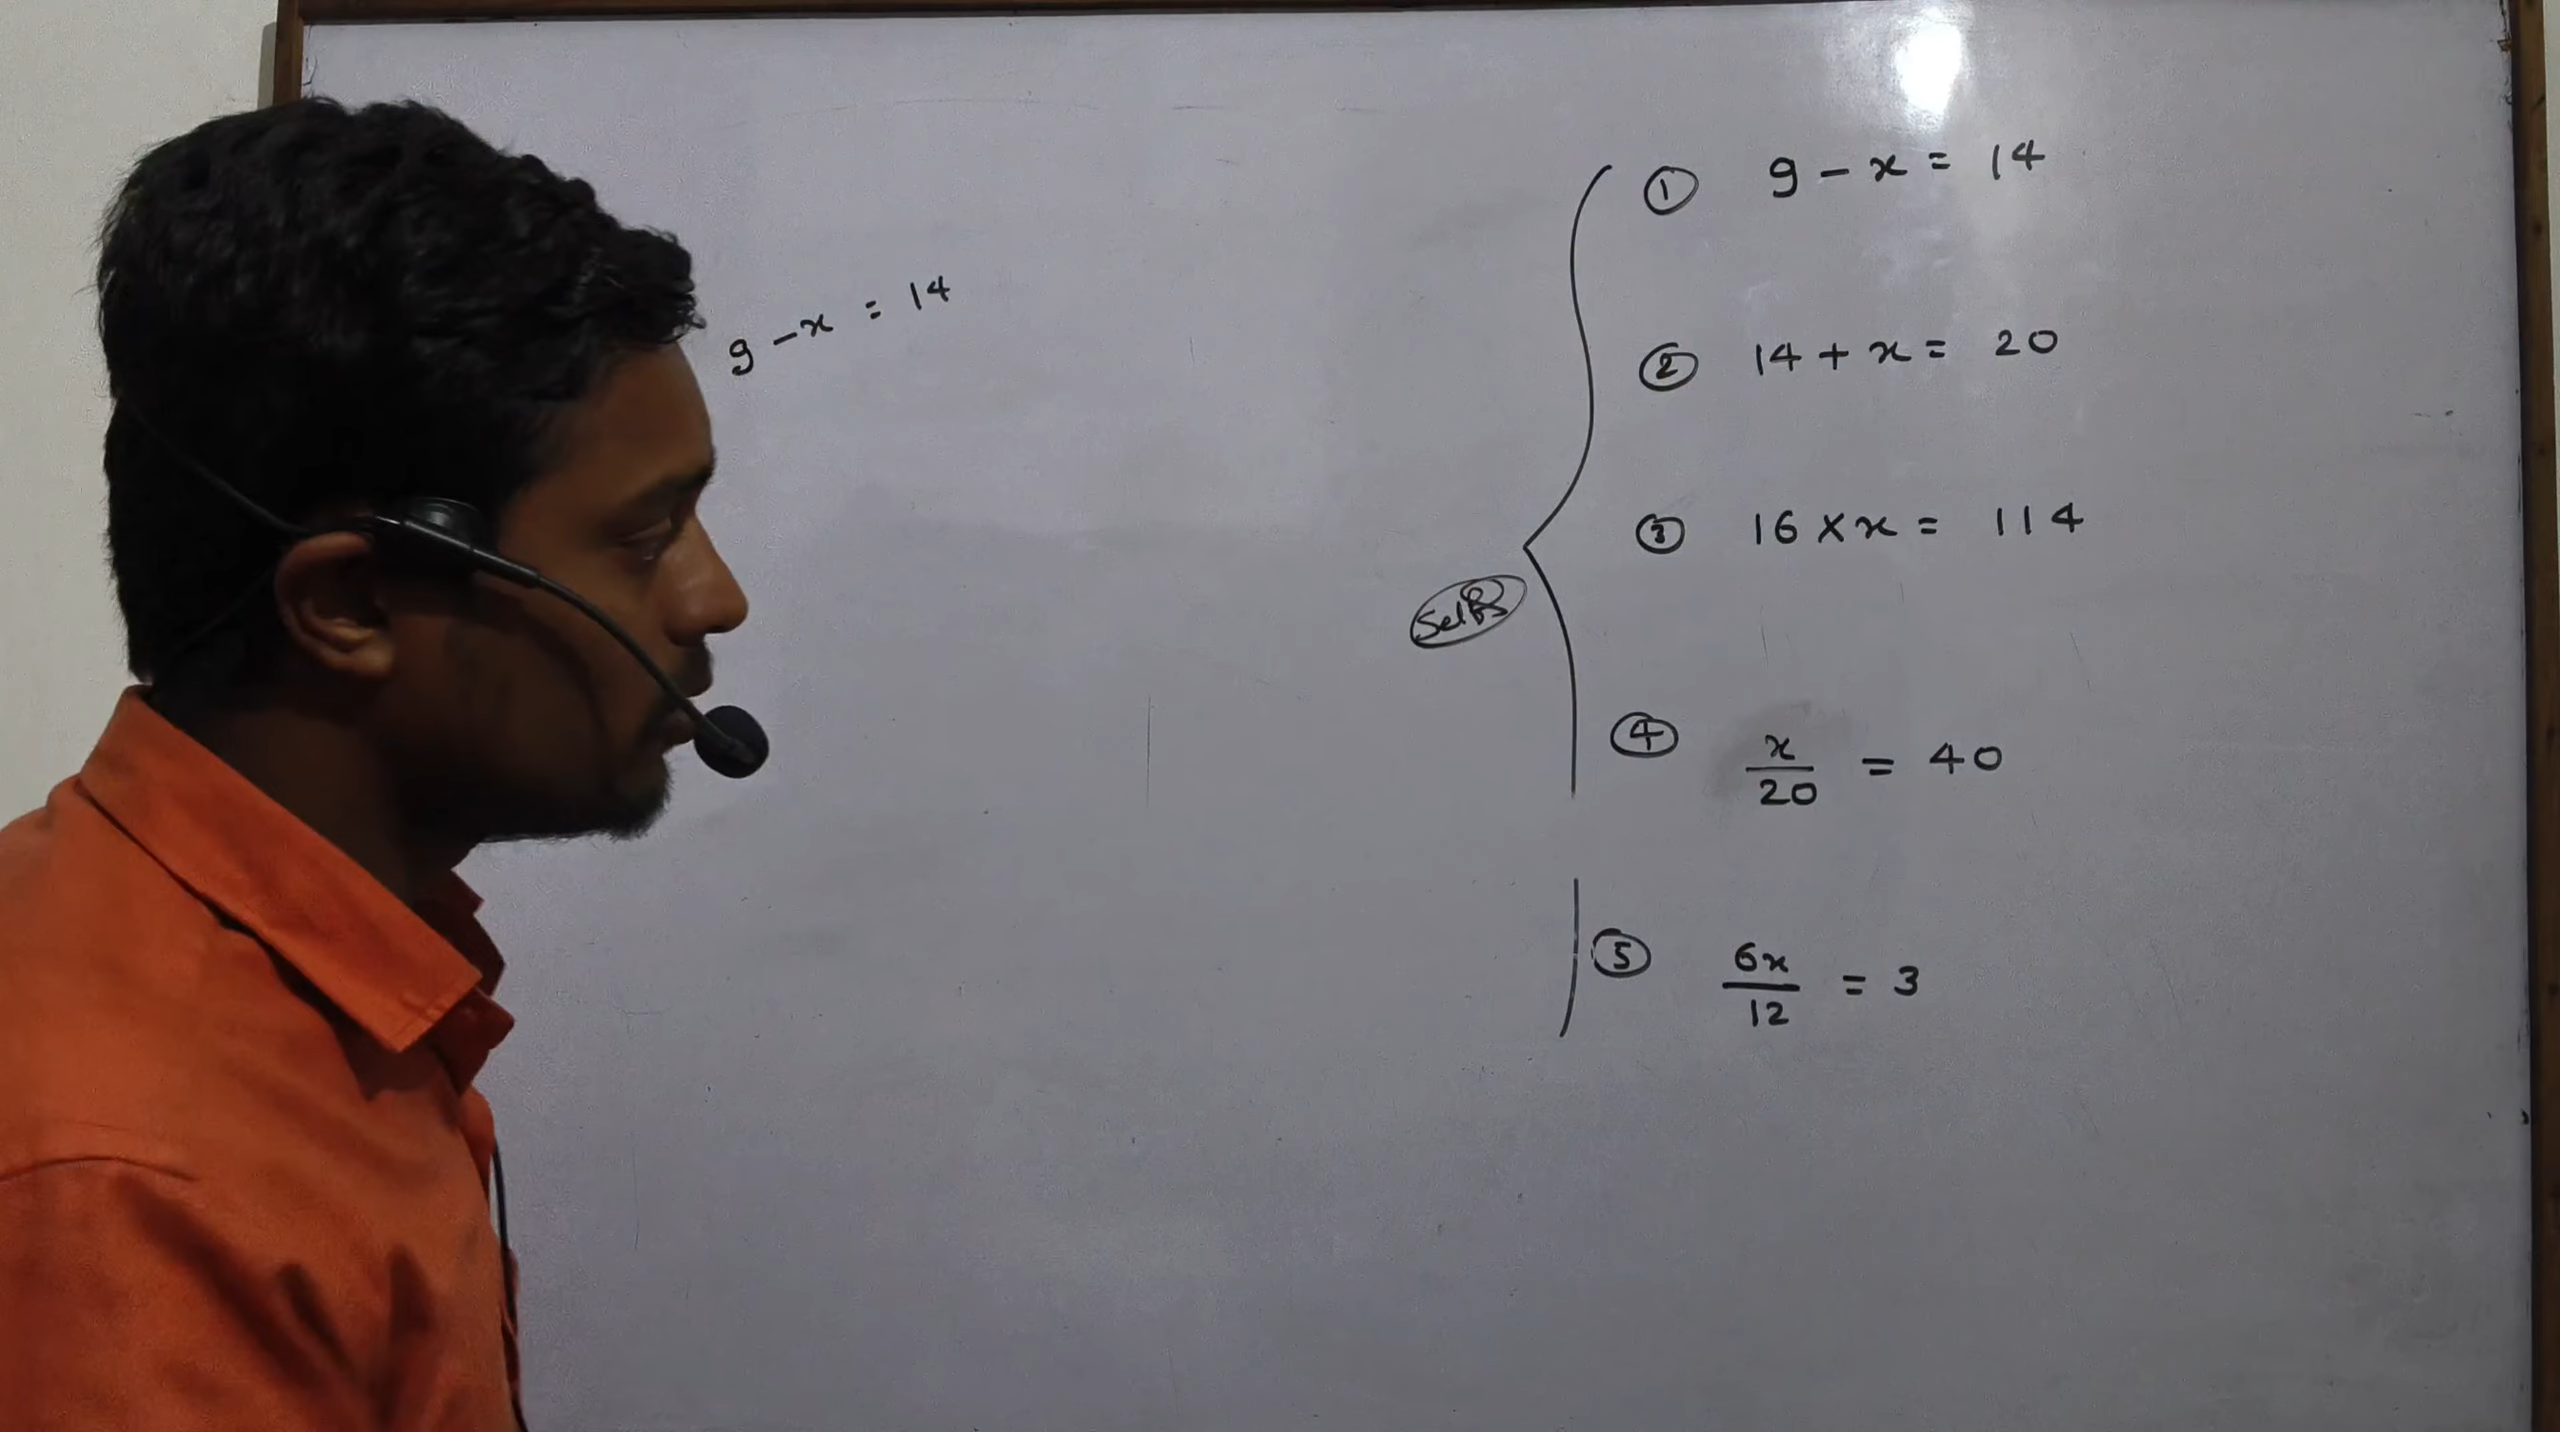 9 - x = 14
① 9 - x = 14
② 14 + x = 20
③ 16 × x = 114
Self
④ x/20 = 40
⑤ 6x/12 = 3